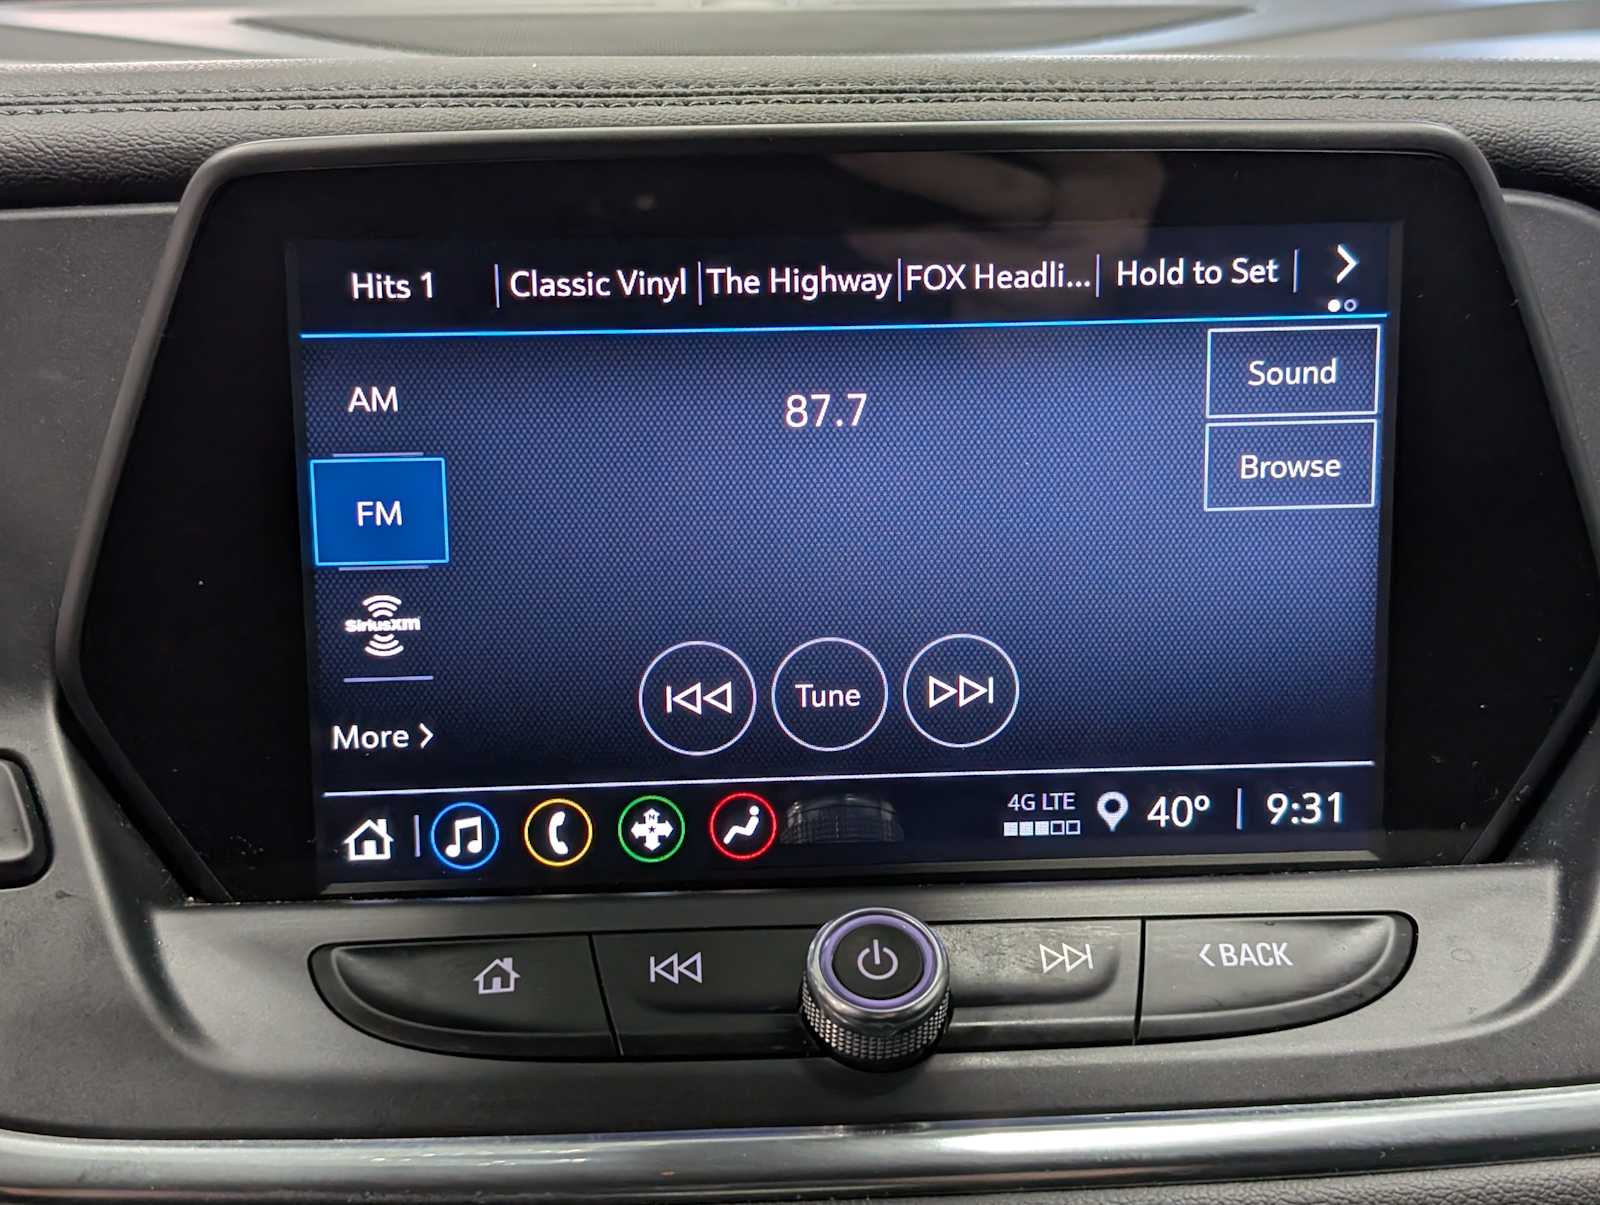 Hits 1 Classic Vinyl The Highway FOX Headli... Hold to Set
Sound
AM
87.7
Browse
FM
SiriusXM
Tune
More
4G LTE
40° 9:31
N
BACK